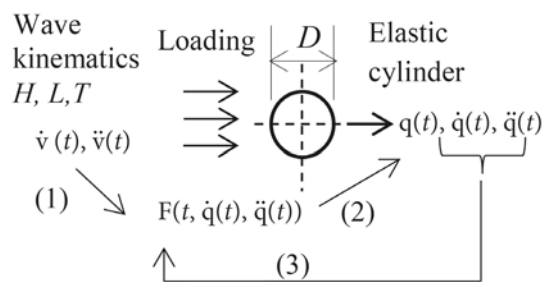 Wave
kinematics
H, L,T
v̇ (t), v̈(t)
Loading
D
Elastic
cylinder
q(t), q̇(t), q̈(t)
(1)
F(t, q̇(t), q̈(t))
(2)
(3)